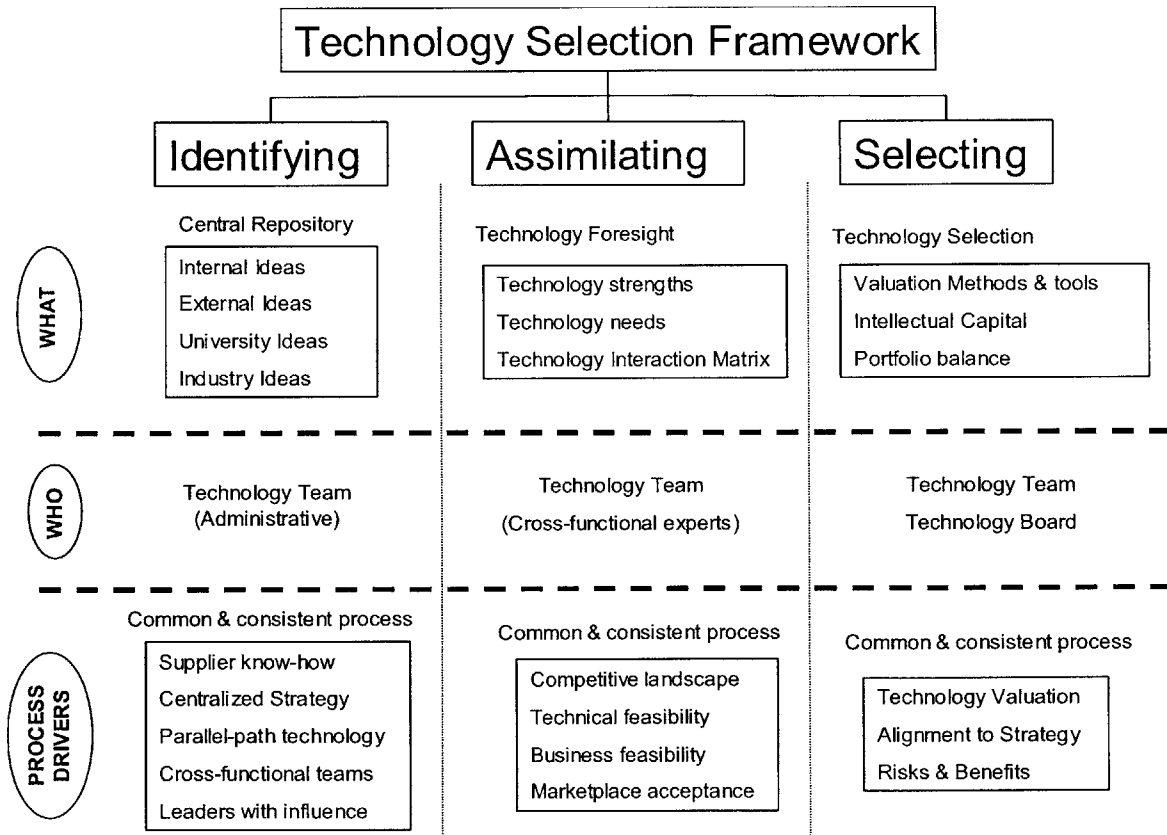 Technology Selection Framework
Identifying
Assimilating
Selecting
WHAT
Central Repository
Internal Ideas
External Ideas
University Ideas
Industry Ideas
Technology Foresight
Technology strengths
Technology needs
Technology Interaction Matrix
Technology Selection
Valuation Methods & tools
Intellectual Capital
Portfolio balance
WHO
Technology Team
(Administrative)
Technology Team
(Cross-functional experts)
Technology Team
Technology Board
PROCESS
DRIVERS
Common & consistent process
Supplier know-how
Centralized Strategy
Parallel-path technology
Cross-functional teams
Leaders with influence
Common & consistent process
Competitive landscape
Technical feasibility
Business feasibility
Marketplace acceptance
Common & consistent process
Technology Valuation
Alignment to Strategy
Risks & Benefits